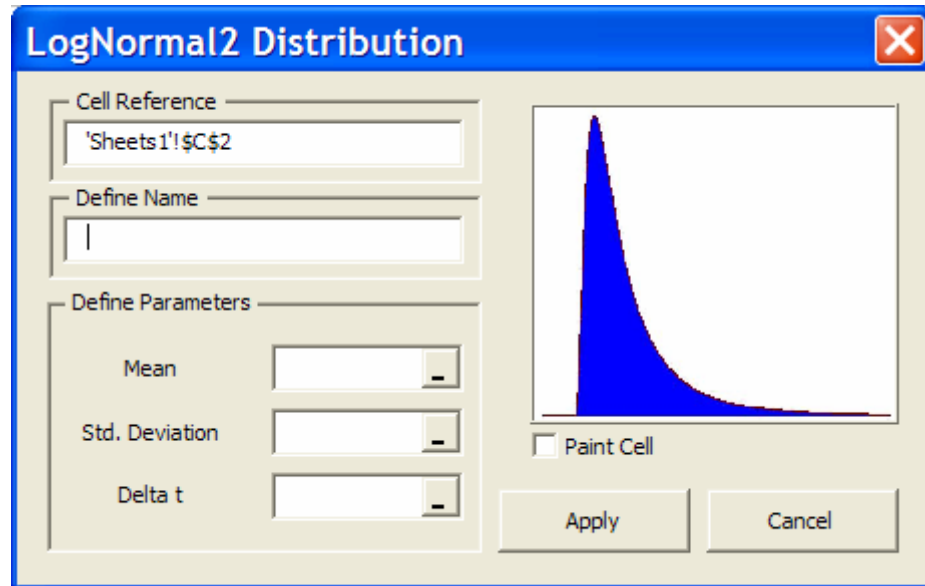 LogNormal2 Distribution
Cell Reference
'Sheets1'!$C$2
Define Name
Define Parameters
Mean
Std. Deviation
Delta t
Paint Cell
Apply
Cancel